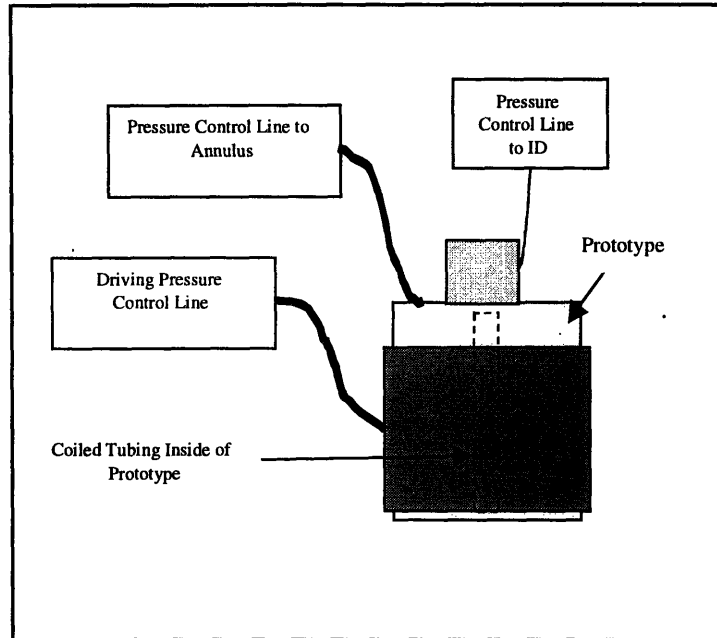 Pressure
Control Line
to ID
Pressure Control Line to
Annulus
Prototype
Driving Pressure
Control Line
Coiled Tubing Inside of
Prototype